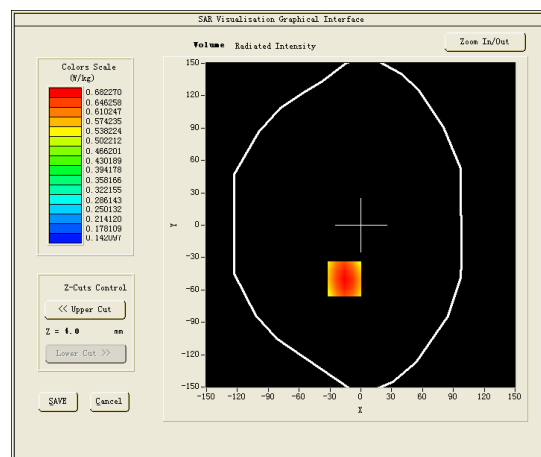 SAR Visualisation Graphical Interface
Volume Radiated Intensity
Zoom In/Out
Colors Scale
(W/kg)
0.682270
0.646258
0.610247
0.574235
0.538224
0.502212
0.466201
0.430189
0.394178
0.358166
0.322155
0.286143
0.250132
0.214120
0.178109
0.142097
150
120
90
60
30
0
-30
-60
-90
-120
-150
Y
-150 -120 -90 -60 -30 0 30 60 90 120 150
X
Z-Cuts Control
<< Upper Cut
Z = 4.0 mm
Lower Cut >>
SAVE Cancel